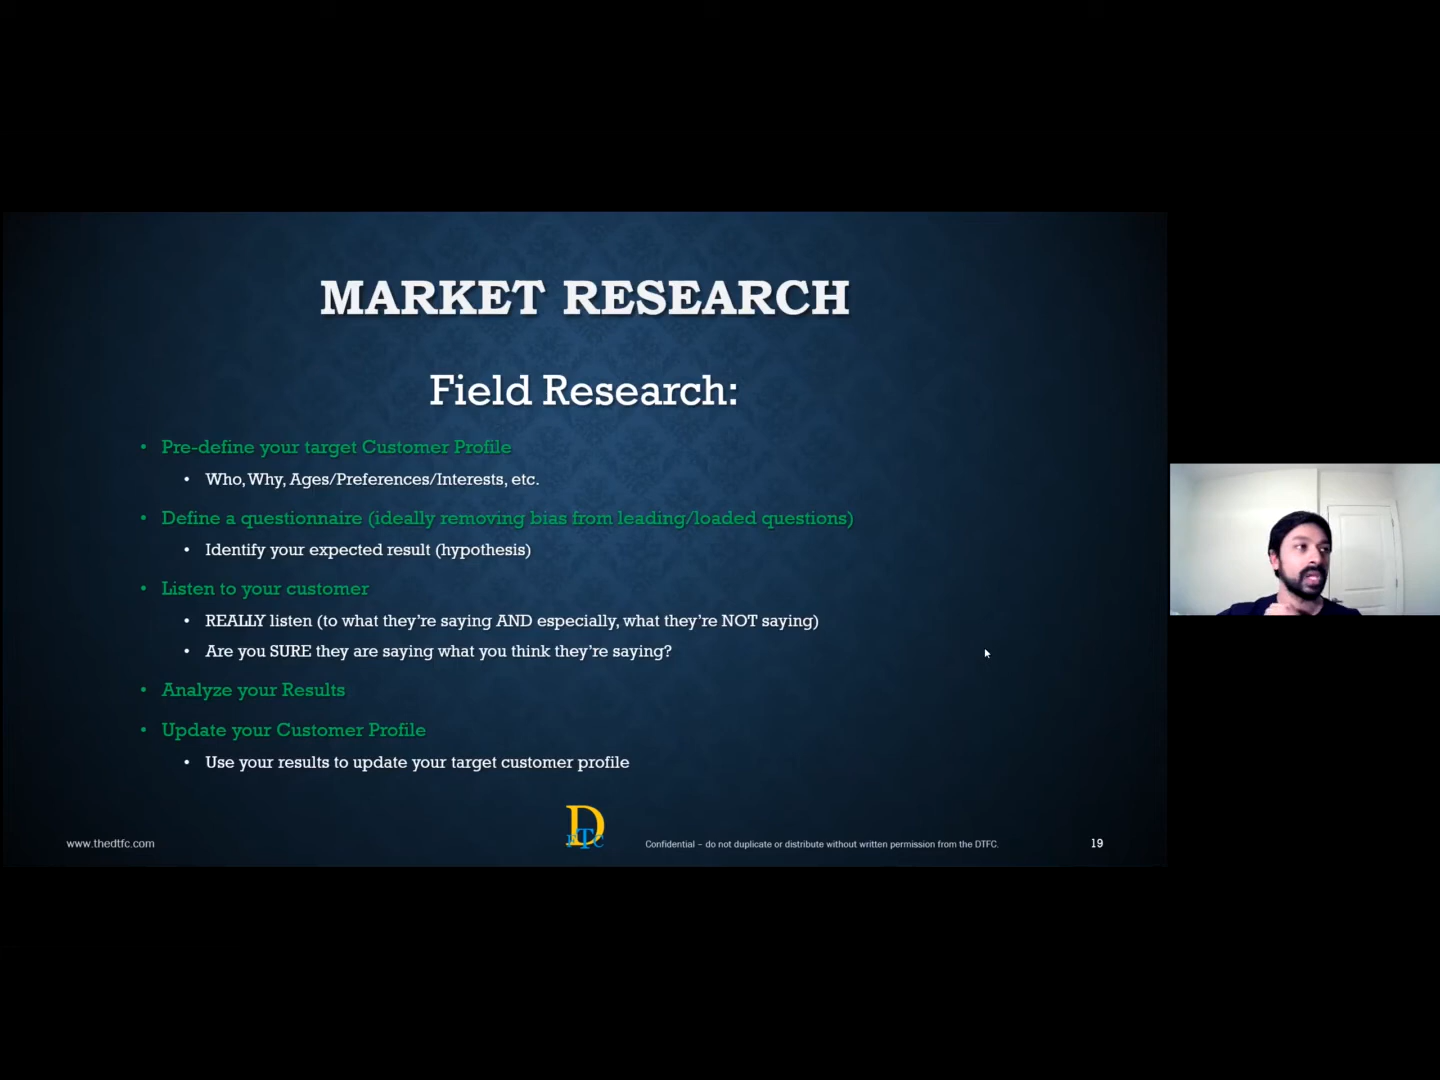 MARKET RESEARCH
Field Research:
• Pre-define your target Customer Profile
• Who, Why, Ages/Preferences/Interests, etc.
• Define a questionnaire (ideally removing bias from leading/loaded questions)
• Identify your expected result (hypothesis)
• Listen to your customer
• REALLY listen (to what they're saying AND especially, what they're NOT saying)
• Are you SURE they are saying what you think they're saying?
• Analyze your Results
• Update your Customer Profile
• Use your results to update your target customer profile
www.thedtfc.com
DTFC
Confidential – do not duplicate or distribute without written permission from the DTFC.
19